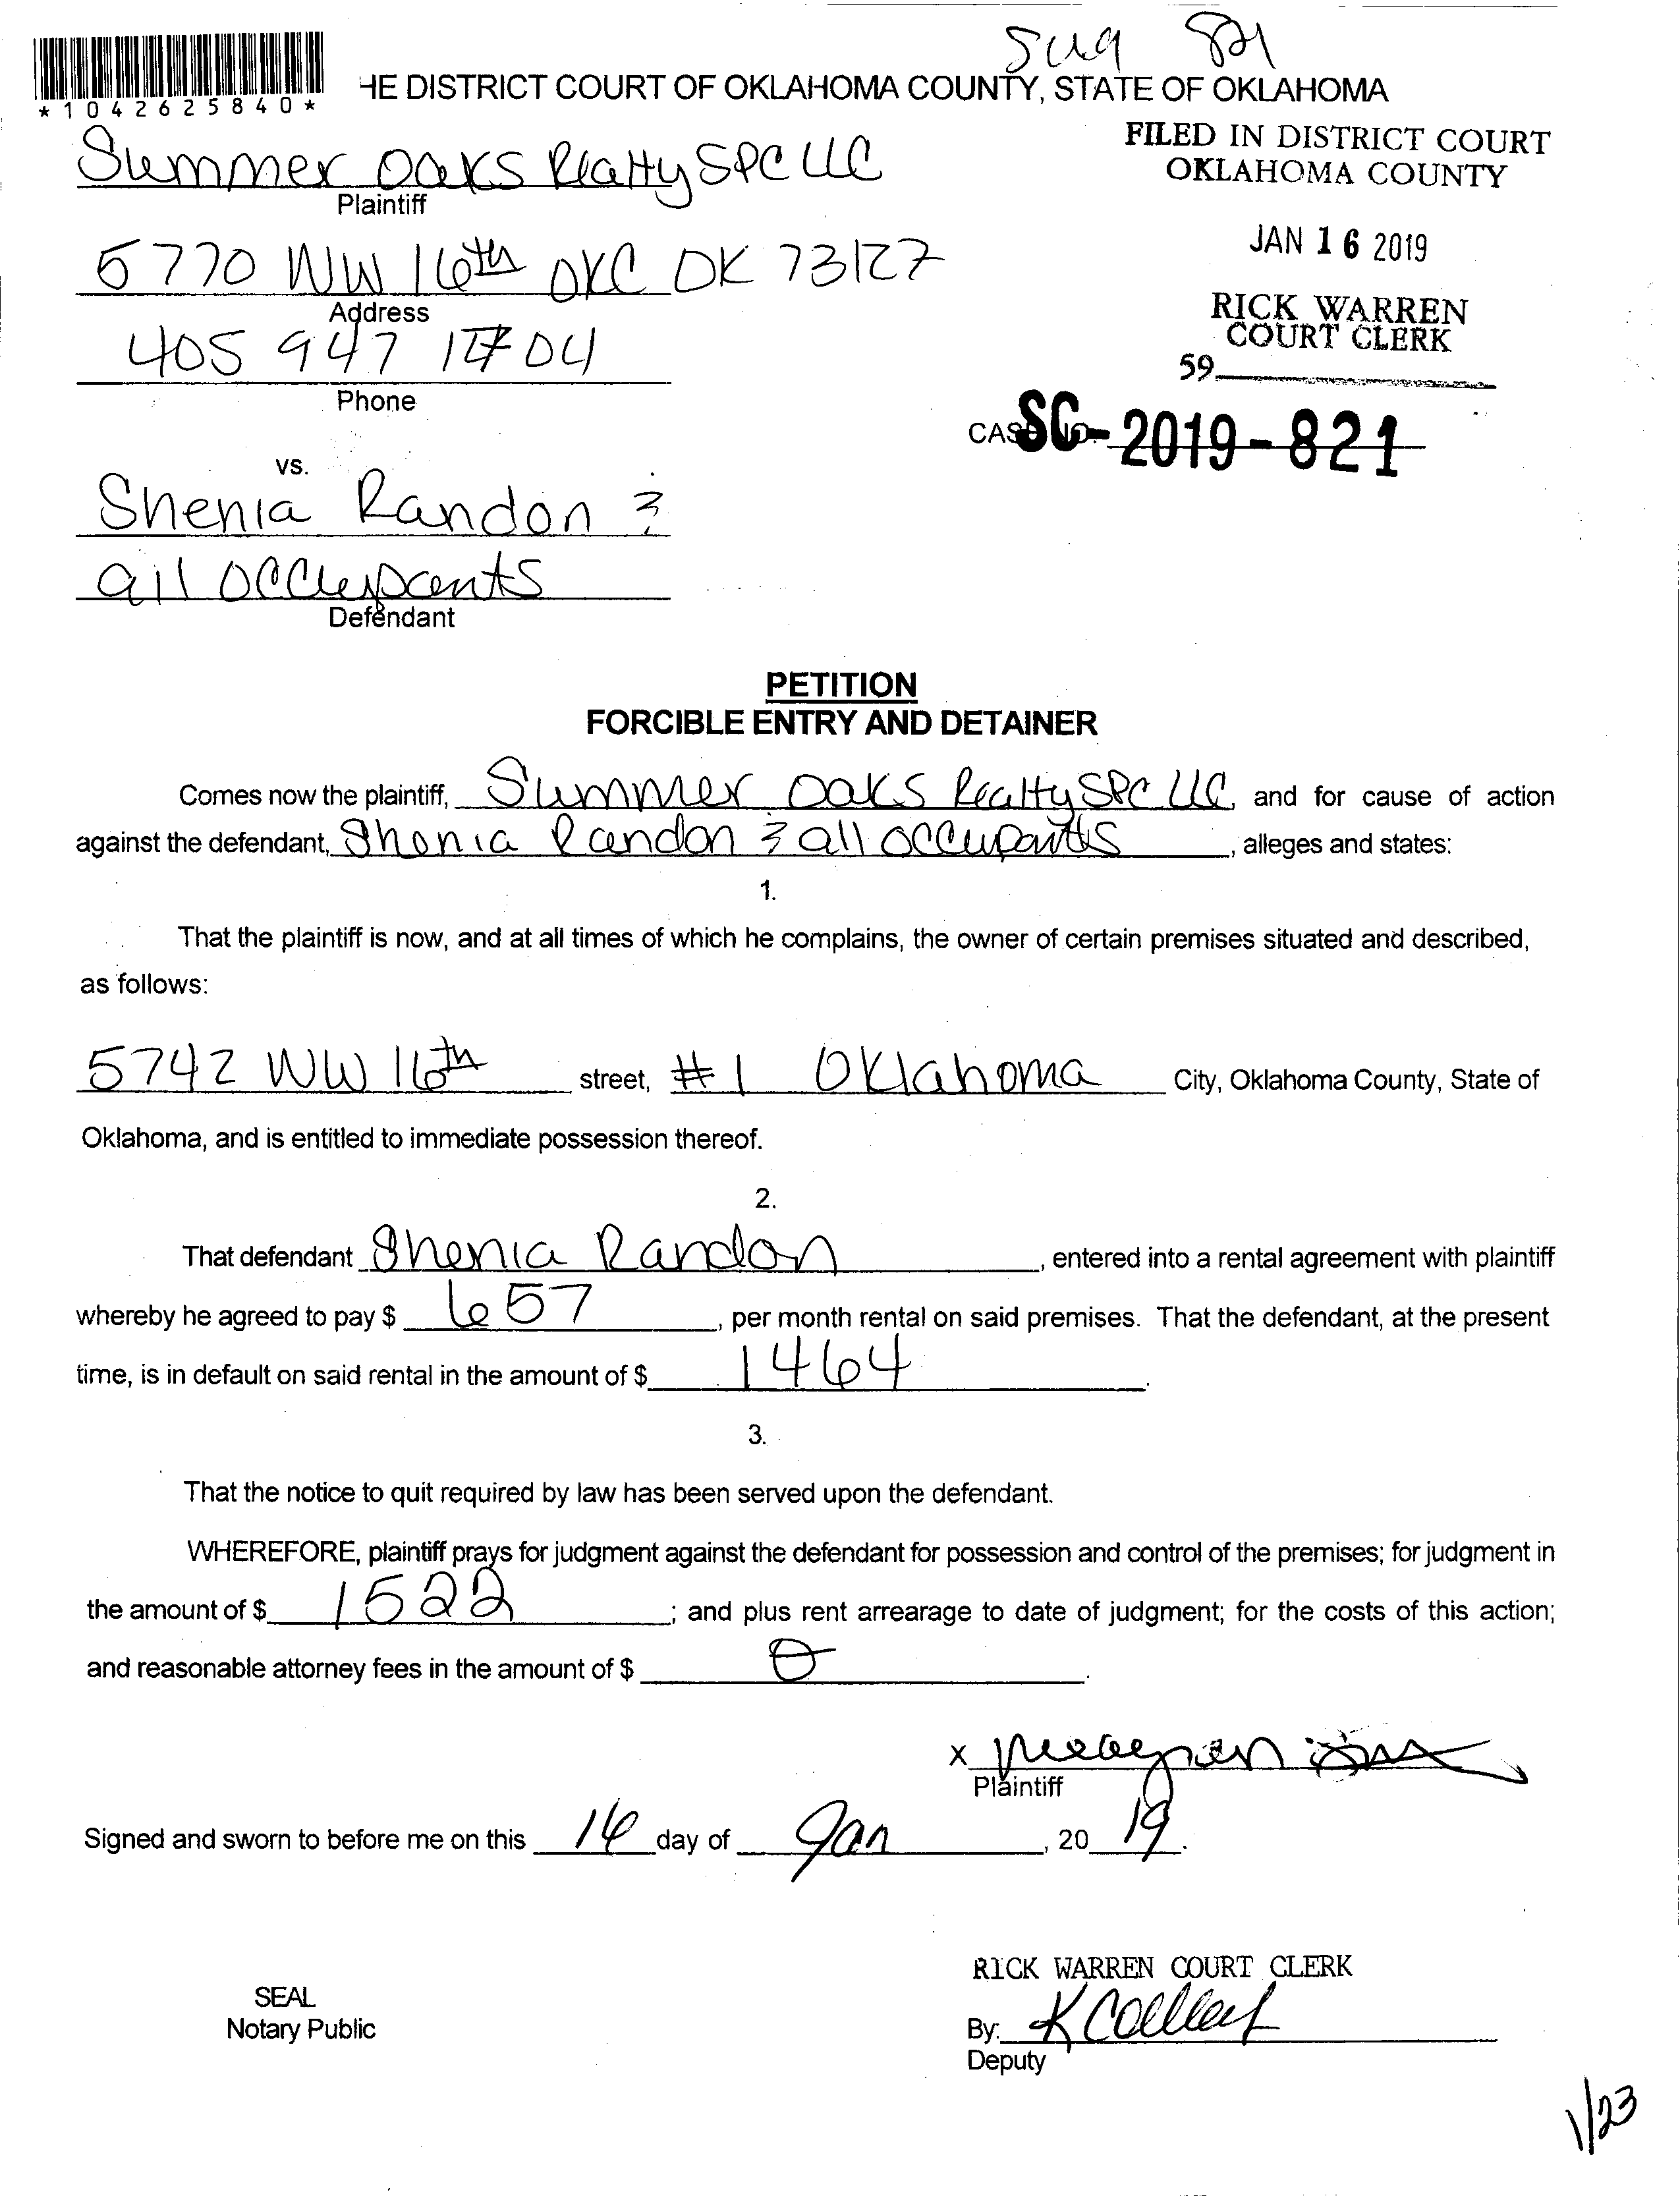 Sug 821
*1042625840*
HE DISTRICT COURT OF OKLAHOMA COUNTY, STATE OF OKLAHOMA
FILED IN DISTRICT COURT
OKLAHOMA COUNTY
Summer Oaks Realty SPC LLC
Plaintiff
JAN 16 2019
5770 NW 16th OKC OK 73127
Address
RICK WARREN
COURT CLERK
405 947 1704
Phone
59
CASE NO. SC-2019-821
vs.
Shenia Randon &
all occupants
Defendant
PETITION
FORCIBLE ENTRY AND DETAINER
Comes now the plaintiff, Summer Oaks Realty SPC LLC, and for cause of action
against the defendant, Shenia Randon & all occupants, alleges and states:
1.
That the plaintiff is now, and at all times of which he complains, the owner of certain premises situated and described,
as follows:
5742 NW 16th street, #1 Oklahoma City, Oklahoma County, State of
Oklahoma, and is entitled to immediate possession thereof.
2.
That defendant Shenia Randon, entered into a rental agreement with plaintiff
whereby he agreed to pay $ 657, per month rental on said premises. That the defendant, at the present
time, is in default on said rental in the amount of $ 1464.
3.
That the notice to quit required by law has been served upon the defendant.
WHEREFORE, plaintiff prays for judgment against the defendant for possession and control of the premises; for judgment in
the amount of $ 1522; and plus rent arrearage to date of judgment; for the costs of this action;
and reasonable attorney fees in the amount of $ 0.
x
Plaintiff
Signed and sworn to before me on this 16 day of Jan, 2019.
RICK WARREN COURT CLERK
SEAL
Notary Public
By:
Deputy
1/23